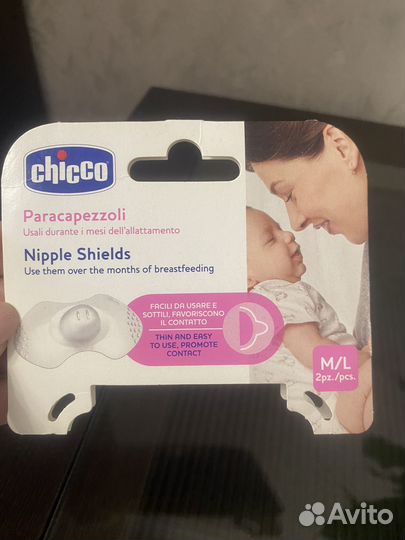 chicco
Paracapezzoli
Usali durante i mesi dell'allattamento
Nipple Shields
Use them over the months of breastfeeding
FACILI DA USARE E
SOTTILI, FAVORISCONO
IL CONTATTO
THIN AND EASY
TO USE, PROMOTE
CONTACT
M/L
2pz./pcs.
Avito